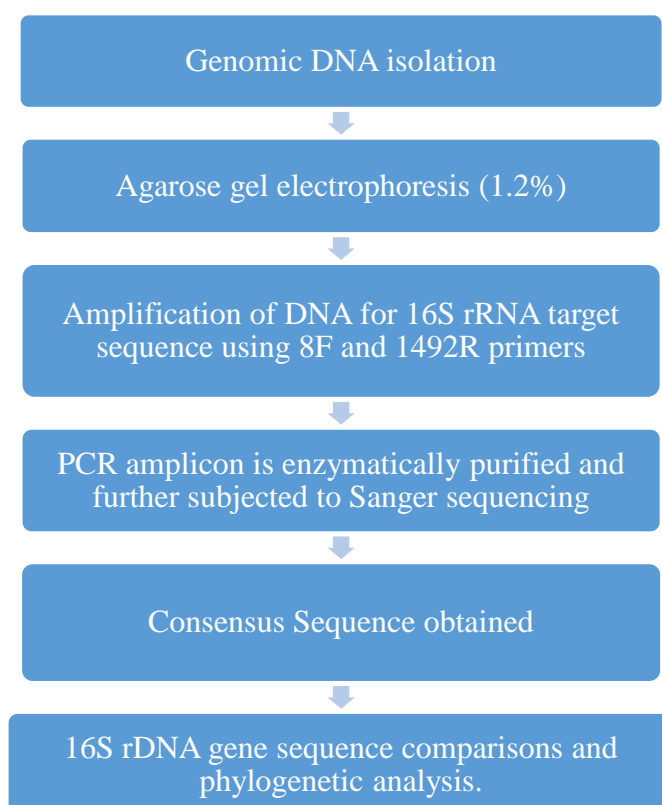 Genomic DNA isolation
Agarose gel electrophoresis (1.2%)
Amplification of DNA for 16S rRNA target
sequence using 8F and 1492R primers
PCR amplicon is enzymatically purified and
further subjected to Sanger sequencing
Consensus Sequence obtained
16S rDNA gene sequence comparisons and
phylogenetic analysis.